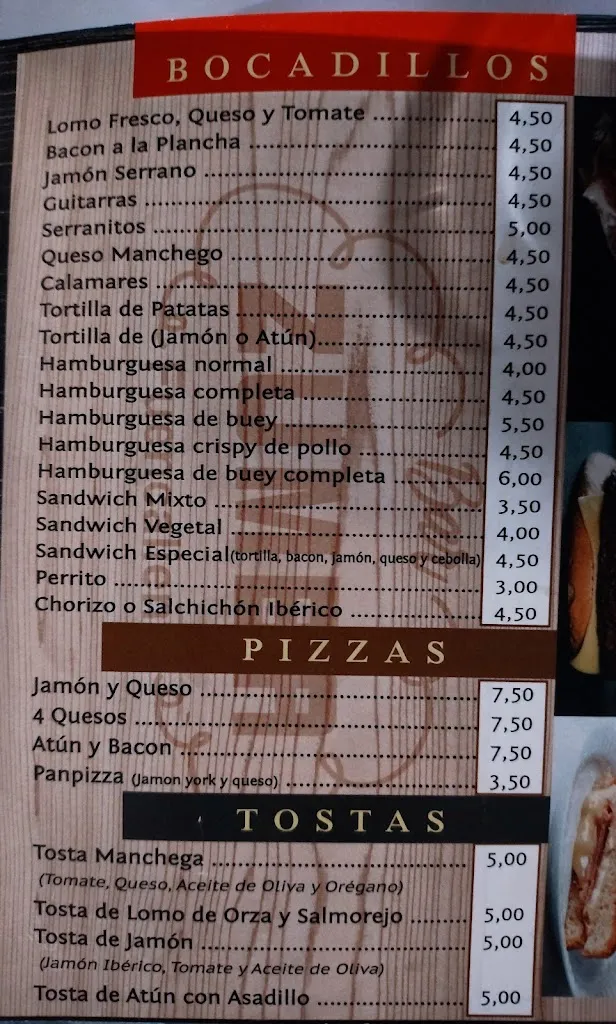 BOCADILLOS
Lomo Fresco, Queso y Tomate 4,50
Bacon a la Plancha 4,50
Jamón Serrano 4,50
Guitarras 4,50
Serranitos 5,00
Queso Manchego 4,50
Calamares 4,50
Tortilla de Patatas 4,50
Tortilla de (Jamón o Atún) 4,50
Hamburguesa normal 4,00
Hamburguesa completa 4,50
Hamburguesa de buey 5,50
Hamburguesa crispy de pollo 4,50
Hamburguesa de buey completa 6,00
Sandwich Mixto 3,50
Sandwich Vegetal 4,00
Sandwich Especial(tortilla, bacon, jamón, queso y cebolla) 4,50
Perrito 3,00
Chorizo o Salchichón Ibérico 4,50
PIZZAS
Jamón y Queso 7,50
4 Quesos 7,50
Atún y Bacon 7,50
Panpizza (Jamon york y queso) 3,50
TOSTAS
Tosta Manchega 5,00
(Tomate, Queso, Aceite de Oliva y Orégano)
Tosta de Lomo de Orza y Salmorejo 5,00
Tosta de Jamón 5,00
(Jamón Ibérico, Tomate y Aceite de Oliva)
Tosta de Atún con Asadillo 5,00